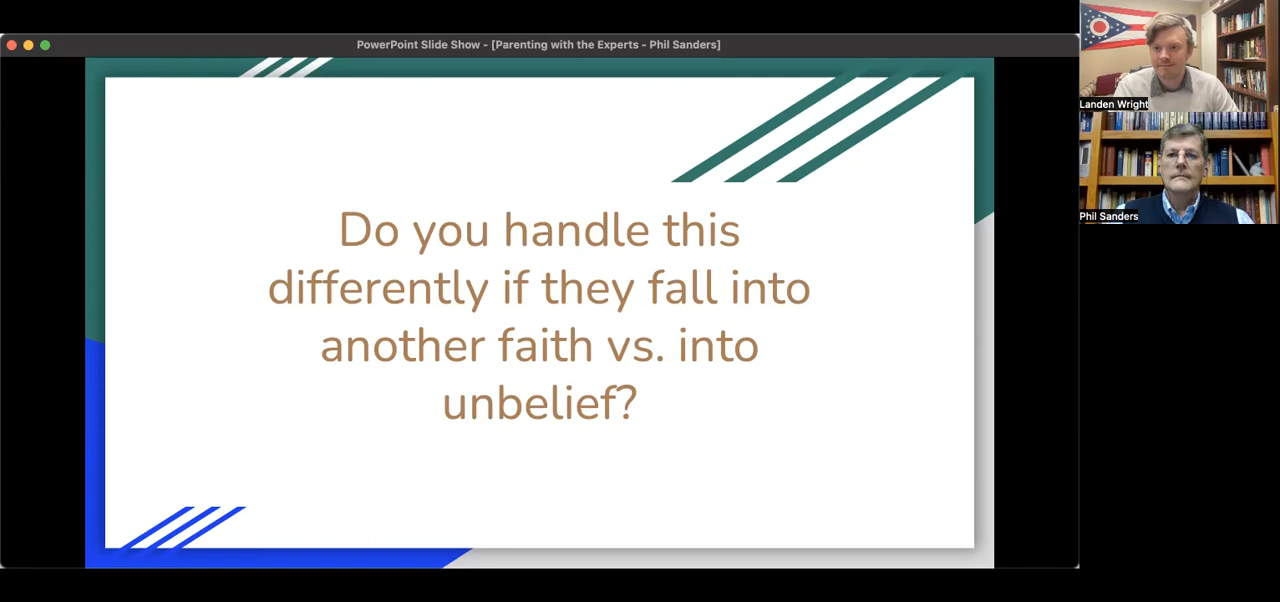 PowerPoint Slide Show - [Parenting with the Experts - Phil Sanders]
Do you handle this
differently if they fall into
another faith vs. into
unbelief?
Landen Wright
Phil Sanders